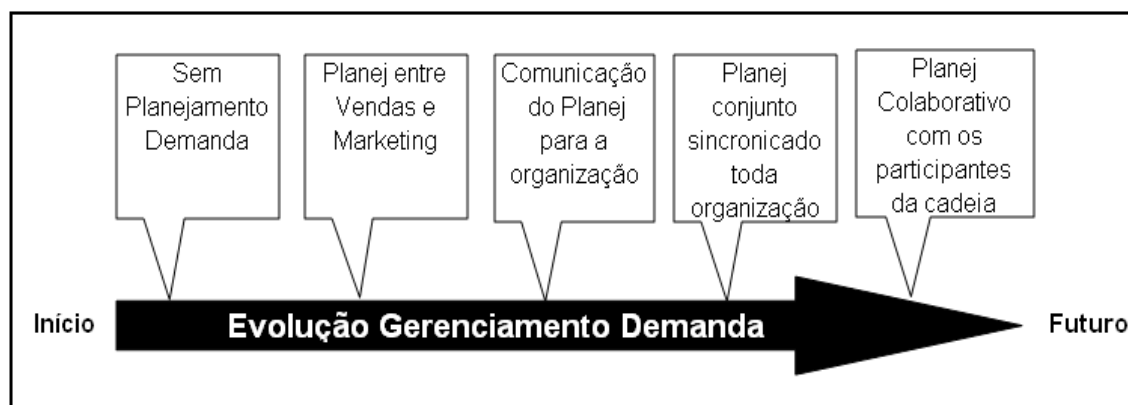 Sem
Planejamento
Demanda
Planej entre
Vendas e
Marketing
Comunicação
do Planej
para a
organização
Planej
conjunto
sincronicado
toda
organização
Planej
Colaborativo
com os
participantes
da cadeia
Início
Evolução Gerenciamento Demanda
Futuro